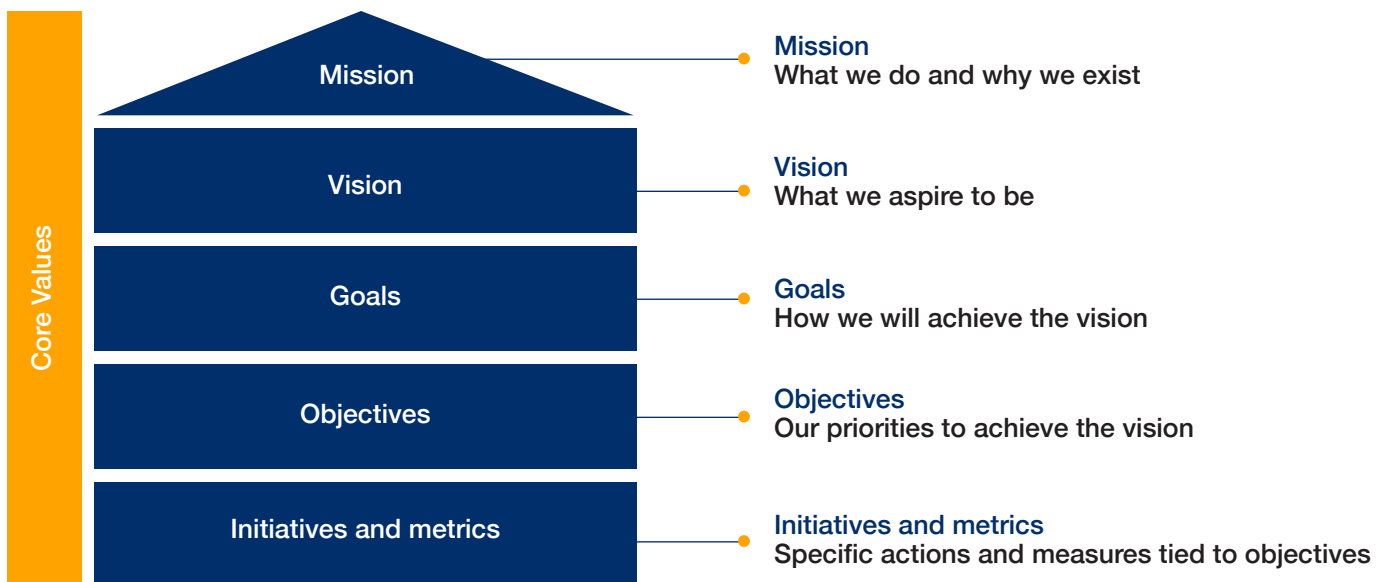 Core Values
Mission
Mission
What we do and why we exist
Vision
Vision
What we aspire to be
Goals
Goals
How we will achieve the vision
Objectives
Objectives
Our priorities to achieve the vision
Initiatives and metrics
Initiatives and metrics
Specific actions and measures tied to objectives